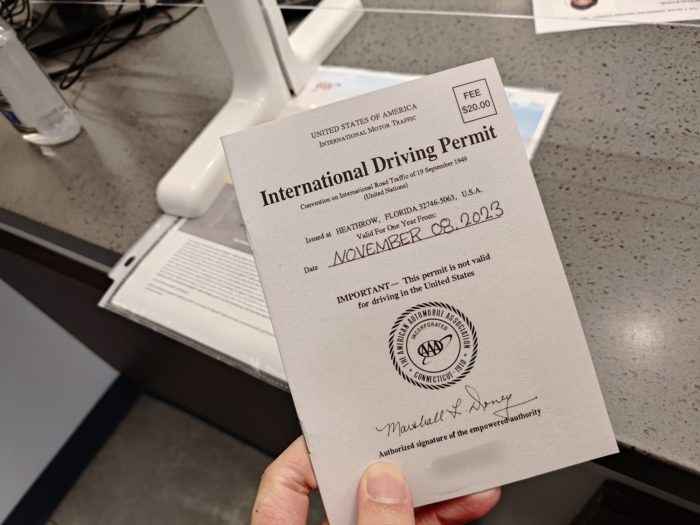 UNITED STATES OF AMERICA
INTERNATIONAL MOTOR TRAFFIC
FEE
$20.00
International Driving Permit
Convention on International Road Traffic of 19 September 1949
(United Nations)
Issued at HEATHROW, FLORIDA 32746-5063, U.S.A.
Valid For One Year From:
Date NOVEMBER 08, 2023
IMPORTANT— This permit is not valid
for driving in the United States
THE AMERICAN AUTOMOBILE ASSOCIATION
INCORPORATED
AAA
CONNECTICUT-1910
Marshall L. Doney
Authorized signature of the empowered authority